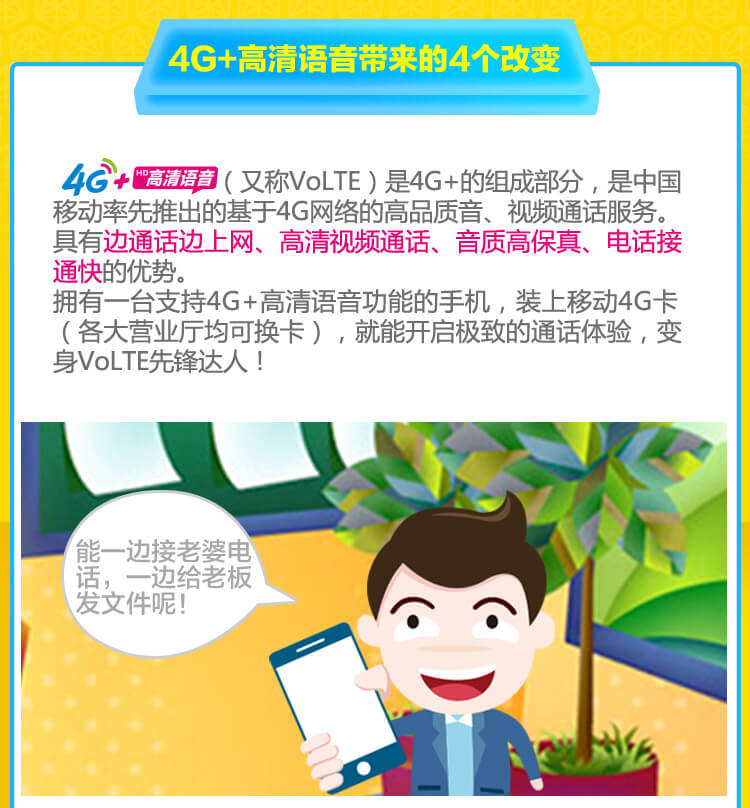 4G+高清语音带来的4个改变
4G+ HD高清语音（又称VoLTE）是4G+的组成部分，是中国
移动率先推出的基于4G网络的高品质音、视频通话服务。
具有边通话边上网、高清视频通话、音质高保真、电话接
通快的优势。
拥有一台支持4G+高清语音功能的手机，装上移动4G卡
（各大营业厅均可换卡），就能开启极致的通话体验，变
身VoLTE先锋达人！
能一边接老婆电
话，一边给老板
发文件呢！